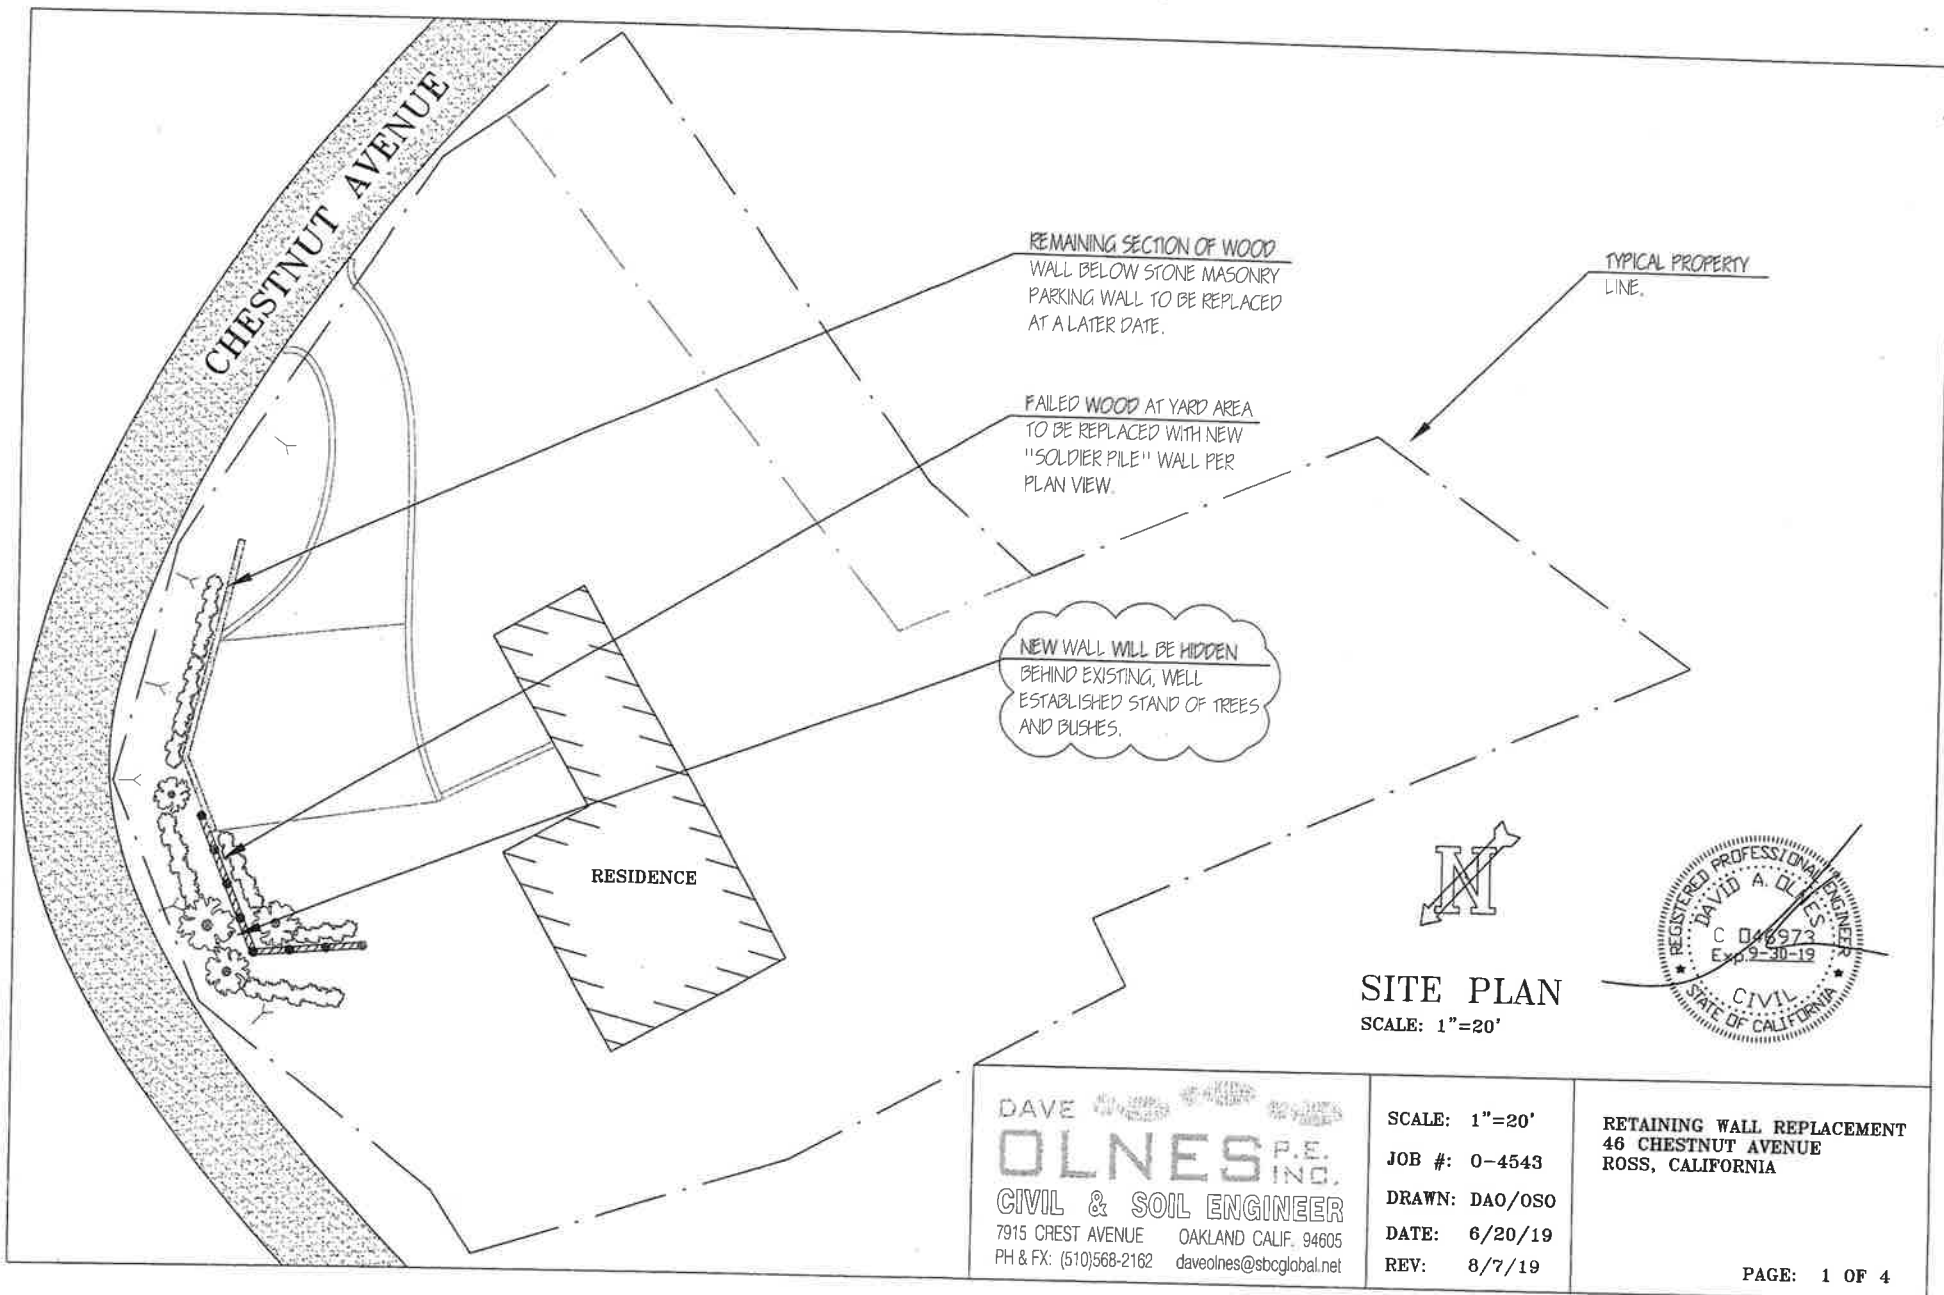 CHESTNUT AVENUE
REMAINING SECTION OF WOOD
WALL BELOW STONE MASONRY
PARKING WALL TO BE REPLACED
AT A LATER DATE.
TYPICAL PROPERTY
LINE.
FAILED WOOD AT YARD AREA
TO BE REPLACED WITH NEW
"SOLDIER PILE" WALL PER
PLAN VIEW.
NEW WALL WILL BE HIDDEN
BEHIND EXISTING, WELL
ESTABLISHED STAND OF TREES
AND BUSHES.
RESIDENCE
N
SITE PLAN
SCALE: 1"=20'
REGISTERED PROFESSIONAL ENGINEER
DAVID A. OLNES
C 046973
Exp. 9-30-19
CIVIL
STATE OF CALIFORNIA
DAVE
OLNES P.E. INC.
CIVIL & SOIL ENGINEER
7915 CREST AVENUE OAKLAND CALIF. 94605
PH & FX: (510)568-2162 daveolnes@sbcglobal.net
SCALE: 1"=20'
JOB #: O-4543
DRAWN: DAO/OSO
DATE: 6/20/19
REV: 8/7/19
RETAINING WALL REPLACEMENT
46 CHESTNUT AVENUE
ROSS, CALIFORNIA
PAGE: 1 OF 4